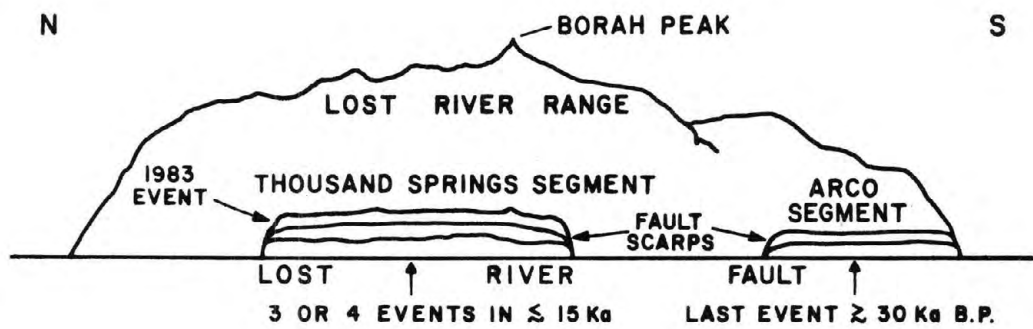 N
S
BORAH PEAK
LOST RIVER RANGE
1983
EVENT
THOUSAND SPRINGS SEGMENT
ARCO
SEGMENT
FAULT
SCARPS
LOST RIVER FAULT
3 OR 4 EVENTS IN ≲ 15 Ka
LAST EVENT ≳ 30 Ka B.P.